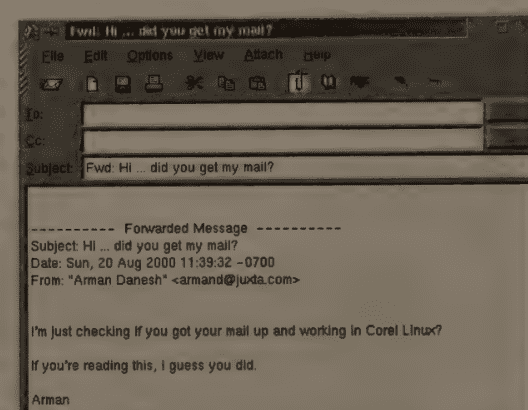 Fwd: Hi ... did you get my mail?
File Edit Options View Attach Help
To:
Cc:
Subject: Fwd: Hi ... did you get my mail?
----------- Forwarded Message -----------
Subject: Hi ... did you get my mail?
Date: Sun, 20 Aug 2000 11:39:32 -0700
From: "Arman Danesh" <armand@juxta.com>
I'm just checking if you got your mail up and working in Corel Linux?
If you're reading this, i guess you did.
Arman